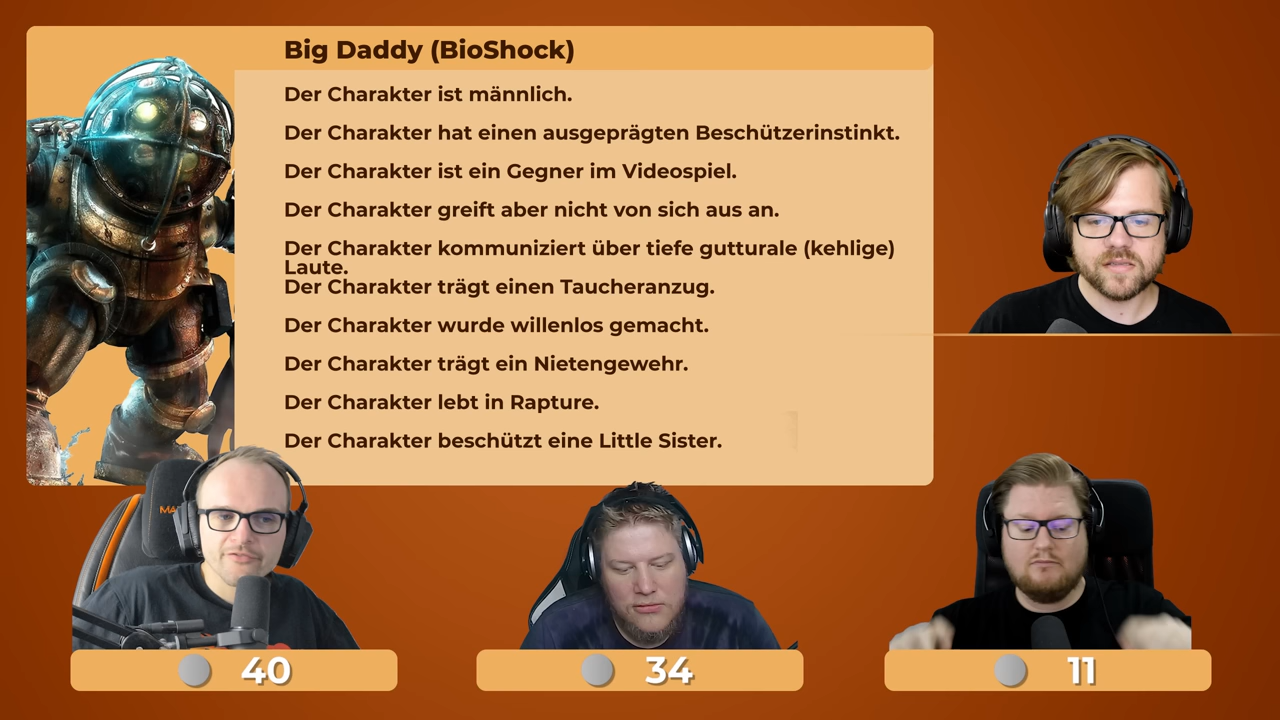 Big Daddy (BioShock)
Der Charakter ist männlich.
Der Charakter hat einen ausgeprägten Beschützerinstinkt.
Der Charakter ist ein Gegner im Videospiel.
Der Charakter greift aber nicht von sich aus an.
Der Charakter kommuniziert über tiefe gutturale (kehlige)
Laute.
Der Charakter trägt einen Taucheranzug.
Der Charakter wurde willenlos gemacht.
Der Charakter trägt ein Nietengewehr.
Der Charakter lebt in Rapture.
Der Charakter beschützt eine Little Sister.
40
34
11